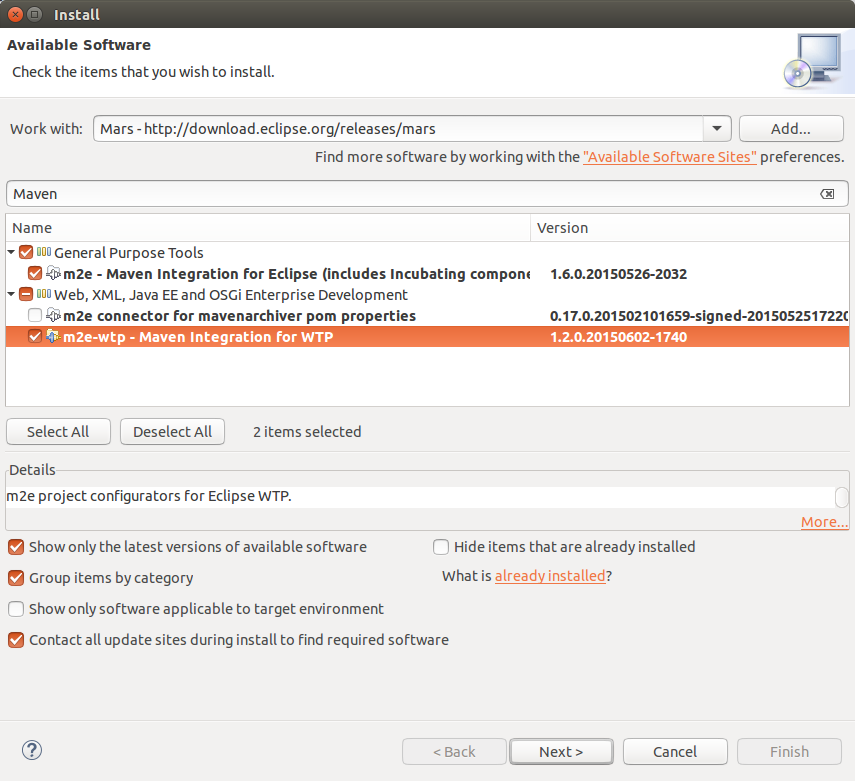 Install
Available Software
Check the items that you wish to install.
Work with: Mars - http://download.eclipse.org/releases/mars Add...
Find more software by working with the "Available Software Sites" preferences.
Maven
Name Version
General Purpose Tools
m2e - Maven Integration for Eclipse (includes Incubating compone 1.6.0.20150526-2032
Web, XML, Java EE and OSGi Enterprise Development
m2e connector for mavenarchiver pom properties 0.17.0.201502101659-signed-2015052517220
m2e-wtp - Maven Integration for WTP 1.2.0.20150602-1740
Select All Deselect All 2 items selected
Details
m2e project configurators for Eclipse WTP.
More...
Show only the latest versions of available software Hide items that are already installed
Group items by category What is already installed?
Show only software applicable to target environment
Contact all update sites during install to find required software
? < Back Next > Cancel Finish